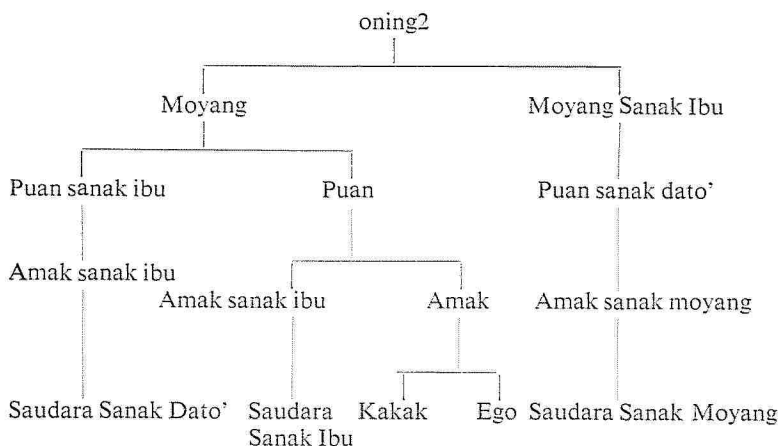 oning2
Moyang Moyang Sanak Ibu
Puan sanak ibu Puan Puan sanak dato’
Amak sanak ibu
Amak sanak ibu Amak Amak sanak moyang
Saudara Sanak Dato’ Saudara Kakak Ego Saudara Sanak Moyang
Sanak Ibu